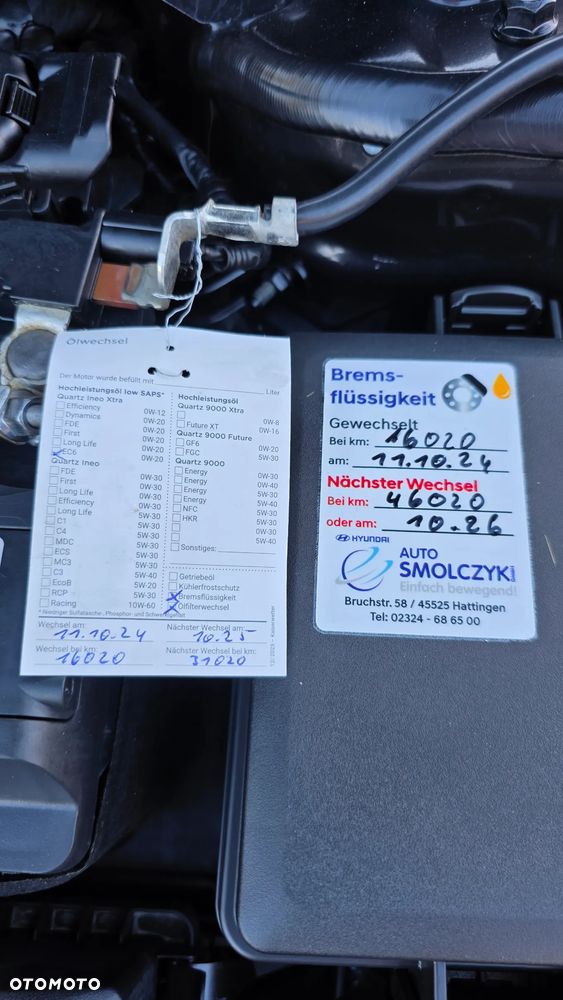 Ölwechsel
Der Motor wurde befüllt mit Liter
Hochleistungsöl low SAPS*
Quartz Ineo Xtra
Efficiency 0W-12
Dynamics 0W-20
FDE 0W-20
First 0W-20
Long Life 0W-20
EC6 0W-20
Quartz Ineo
FDE 0W-30
First 0W-30
Long Life 0W-30
Efficiency 0W-30
Long Life 5W-30
C1 5W-30
C4 5W-30
MDC 5W-30
ECS 5W-30
MC3 5W-30
C3 5W-40
EcoB 5W-20
RCP 5W-30
Racing 10W-60
Hochleistungsöl
Quartz 9000 Xtra
0W-8
Future XT 0W-16
Quartz 9000 Future
GF6 0W-20
FGC 5W-30
Quartz 9000
Energy 0W-30
Energy 0W-40
Energy 5W-30
Energy 5W-40
NFC 5W-30
HKR 5W-30
0W-30
5W-40
Sonstiges:
Getriebeöl
Kühlerfrostschutz
Bremsflüssigkeit
Ölfilterwechsel
* Niedriger Sulfatasche-, Phosphor- und Schwefelgehalt
Wechsel am: Nächster Wechsel am:
11.10.24 10.25
Wechsel bei km: Nächster Wechsel bei km:
16020 31020
Brems-
flüssigkeit
Gewechselt
Bei km: 16020
am: 11.10.24
Nächster Wechsel
Bei km: 46020
oder am: 10.26
HYUNDAI
AUTO
SMOLCZYK
Einfach bewegend!
Bruchstr. 58 / 45525 Hattingen
Tel: 02324 - 68 65 00
OTOMOTO